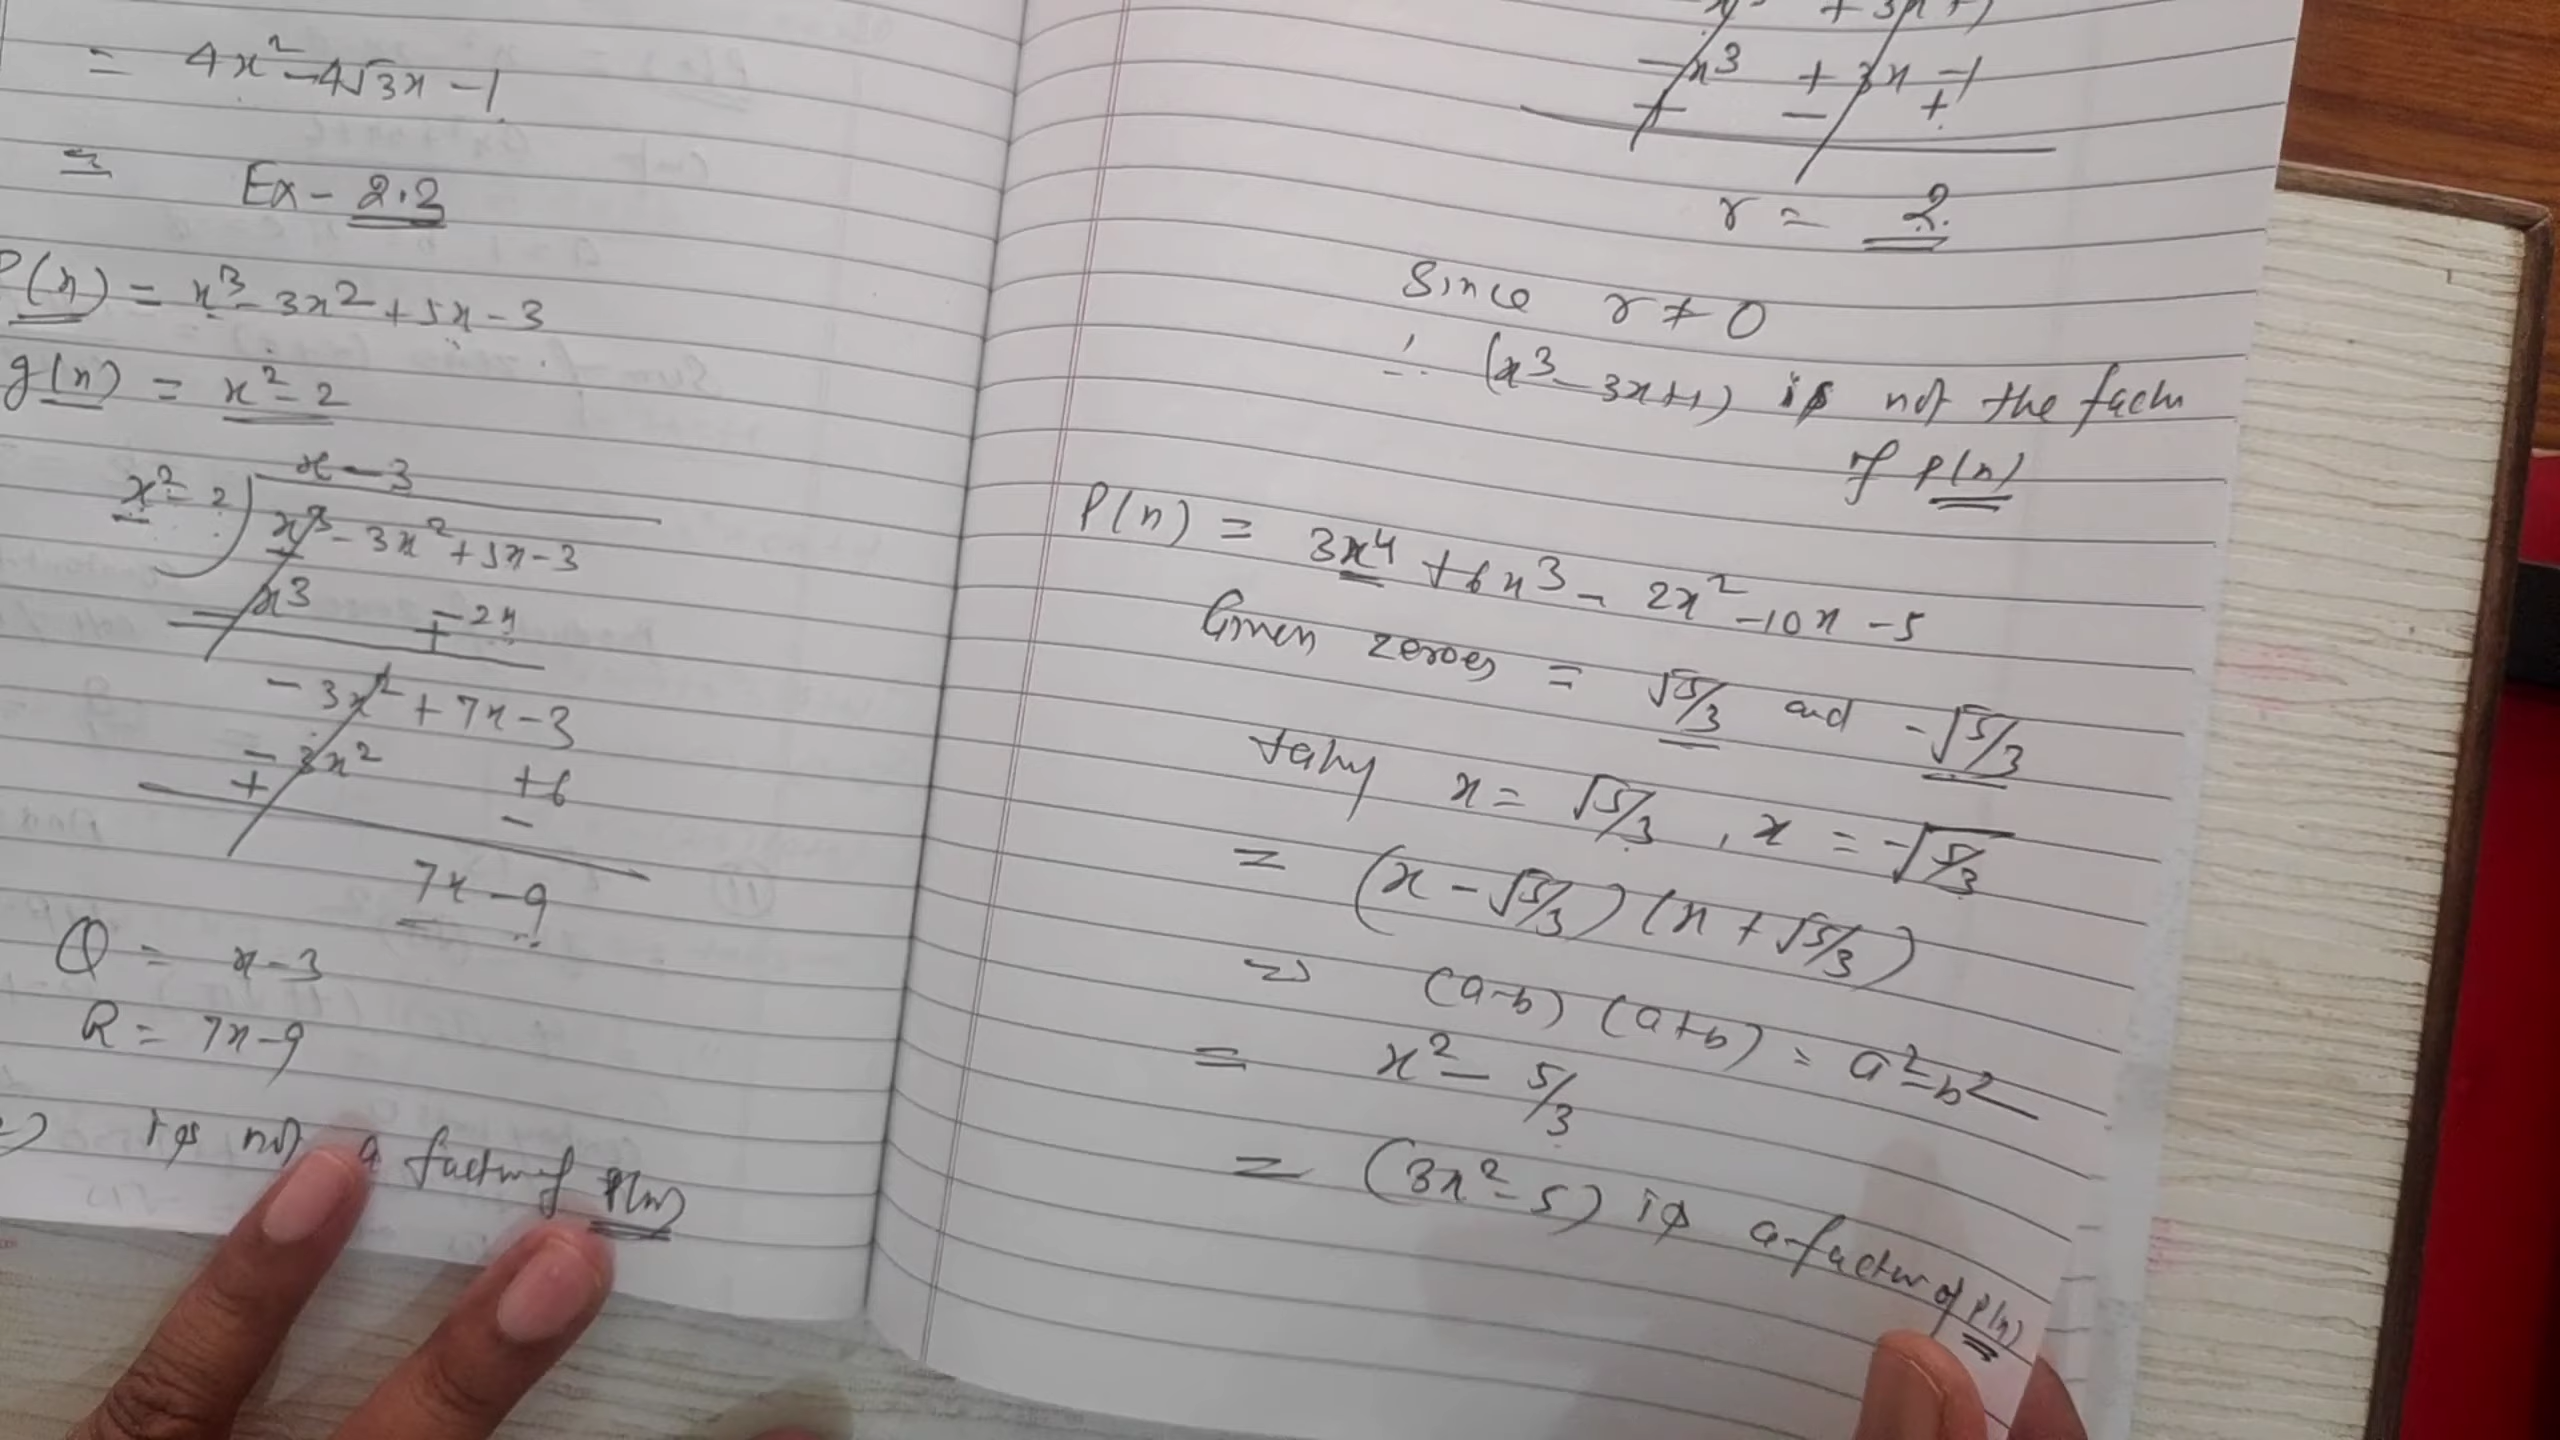 = 4x² - 4√3x - 1
= Ex - 2.2
P(x) = x³ - 3x² + 5x - 3
g(x) = x² - 2
x - 3
x² - 2 ) x³ - 3x² + 5x - 3
x³ - 2x
- +
- 3x² + 7x - 3
- 3x² + 6
+ -
7x - 9
Q = x - 3
R = 7x - 9
is not a factor of P(x)
+ 3x + 1
- x³ + 3x - 1
+ - +
r = 2
Since r ≠ 0
∴ (x³ - 3x + 1) is not the factor
of P(x)
P(x) = 3x⁴ + 6x³ - 2x² - 10x - 5
Given zeroes = √5/3 and -√5/3
x = √5/3 , x = -√5/3
= (x - √5/3) (x + √5/3)
⇒ (a-b) (a+b) = a² - b²
= x² - 5/3
= (3x² - 5) is a factor of P(x)